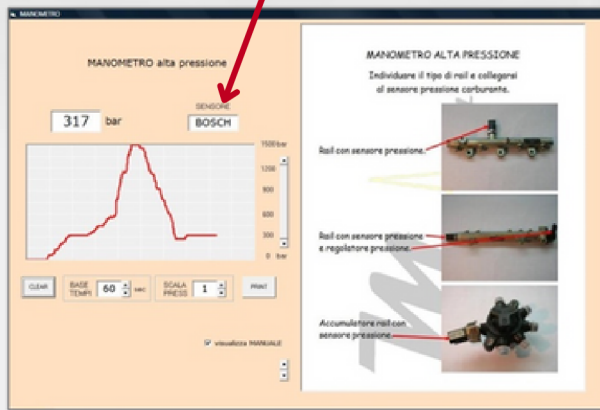 MANOMETRO
MANOMETRO alta pressione
317 bar
SENSORE
BOSCH
1500 bar
1200
900
600
300
0 bar
CLEAR
BASE
TEMPI
60
sec
SCALA
PRESS
1
PRINT
visualizza MANUALE
MANOMETRO ALTA PRESSIONE
Individuare il tipo di rail e collegarsi
al sensore pressione carburante.
Rail con sensore pressione.
Rail con sensore pressione
e regolatore pressione.
Accumulatore rail con
sensore pressione.